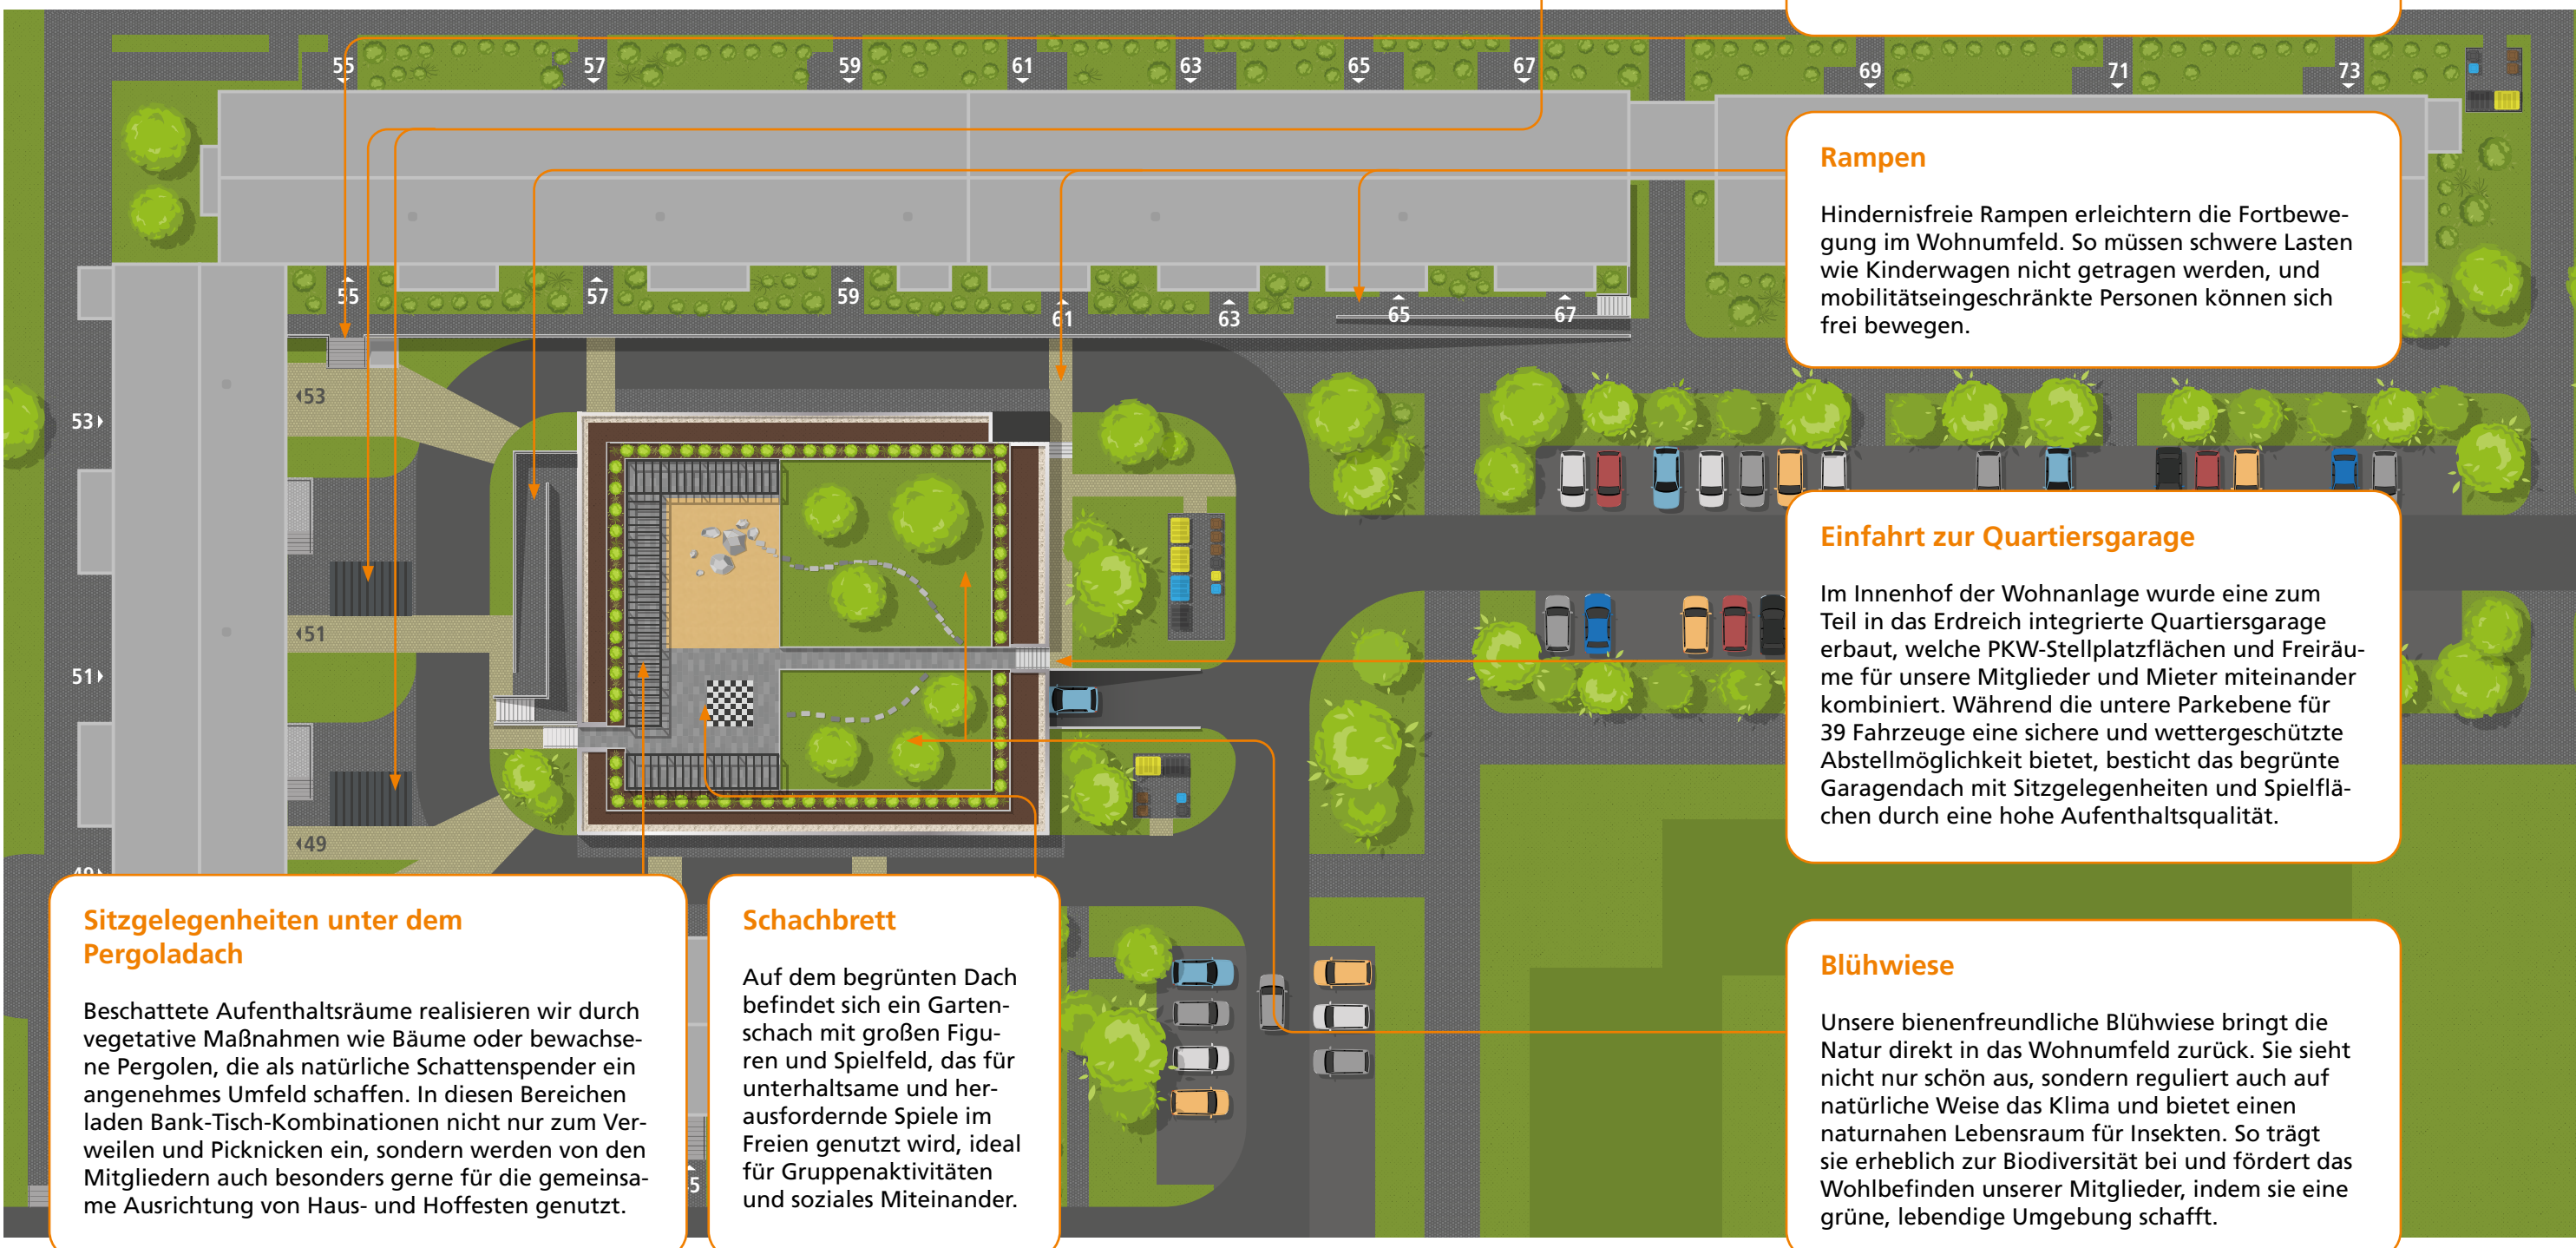 55
57
59
61
63
65
67
69
71
73
Rampen
Hindernisfreie Rampen erleichtern die Fortbewe-
gung im Wohnumfeld. So müssen schwere Lasten
wie Kinderwagen nicht getragen werden, und
mobilitätseingeschränkte Personen können sich
frei bewegen.
55
57
59
61
63
65
67
53
53
51
51
49
49
Einfahrt zur Quartiersgarage
Im Innenhof der Wohnanlage wurde eine zum
Teil in das Erdreich integrierte Quartiersgarage
erbaut, welche PKW-Stellplatzflächen und Freiräu-
me für unsere Mitglieder und Mieter miteinander
kombiniert. Während die untere Parkebene für
39 Fahrzeuge eine sichere und wettergeschützte
Abstellmöglichkeit bietet, besticht das begrünte
Garagendach mit Sitzgelegenheiten und Spielflä-
chen durch eine hohe Aufenthaltsqualität.
Sitzgelegenheiten unter dem
Pergoladach
Beschattete Aufenthaltsräume realisieren wir durch
vegetative Maßnahmen wie Bäume oder bewachse-
ne Pergolen, die als natürliche Schattenspender ein
angenehmes Umfeld schaffen. In diesen Bereichen
laden Bank-Tisch-Kombinationen nicht nur zum Ver-
weilen und Picknicken ein, sondern werden von den
Mitgliedern auch besonders gerne für die gemeinsa-
me Ausrichtung von Haus- und Hoffesten genutzt.
Schachbrett
Auf dem begrünten Dach
befindet sich ein Garten-
schach mit großen Figu-
ren und Spielfeld, das für
unterhaltsame und her-
ausfordernde Spiele im
Freien genutzt wird, ideal
für Gruppenaktivitäten
und soziales Miteinander.
5
Blühwiese
Unsere bienenfreundliche Blühwiese bringt die
Natur direkt in das Wohnumfeld zurück. Sie sieht
nicht nur schön aus, sondern reguliert auch auf
natürliche Weise das Klima und bietet einen
naturnahen Lebensraum für Insekten. So trägt
sie erheblich zur Biodiversität bei und fördert das
Wohlbefinden unserer Mitglieder, indem sie eine
grüne, lebendige Umgebung schafft.